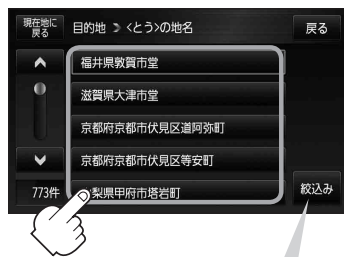 現在地に
戻る
目的地 > <とう>の地名
戻る
福井県敦賀市堂
滋賀県大津市堂
京都府京都市伏見区道阿弥町
京都府京都市伏見区等安町
梨県甲府市塔岩町
773件
絞込み